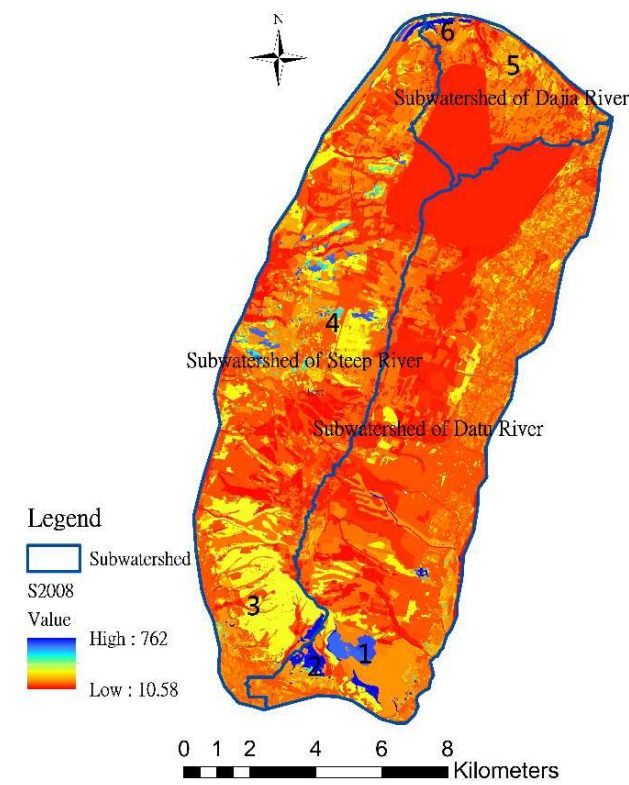 N
6
5
Subwatershed of Dajia River
4
Subwatershed of Steep River
Subwatershed of Datu River
Legend
Subwatershed
S2008
Value
High : 762
Low : 10.58
3
1
2
0 1 2 4 6 8
Kilometers